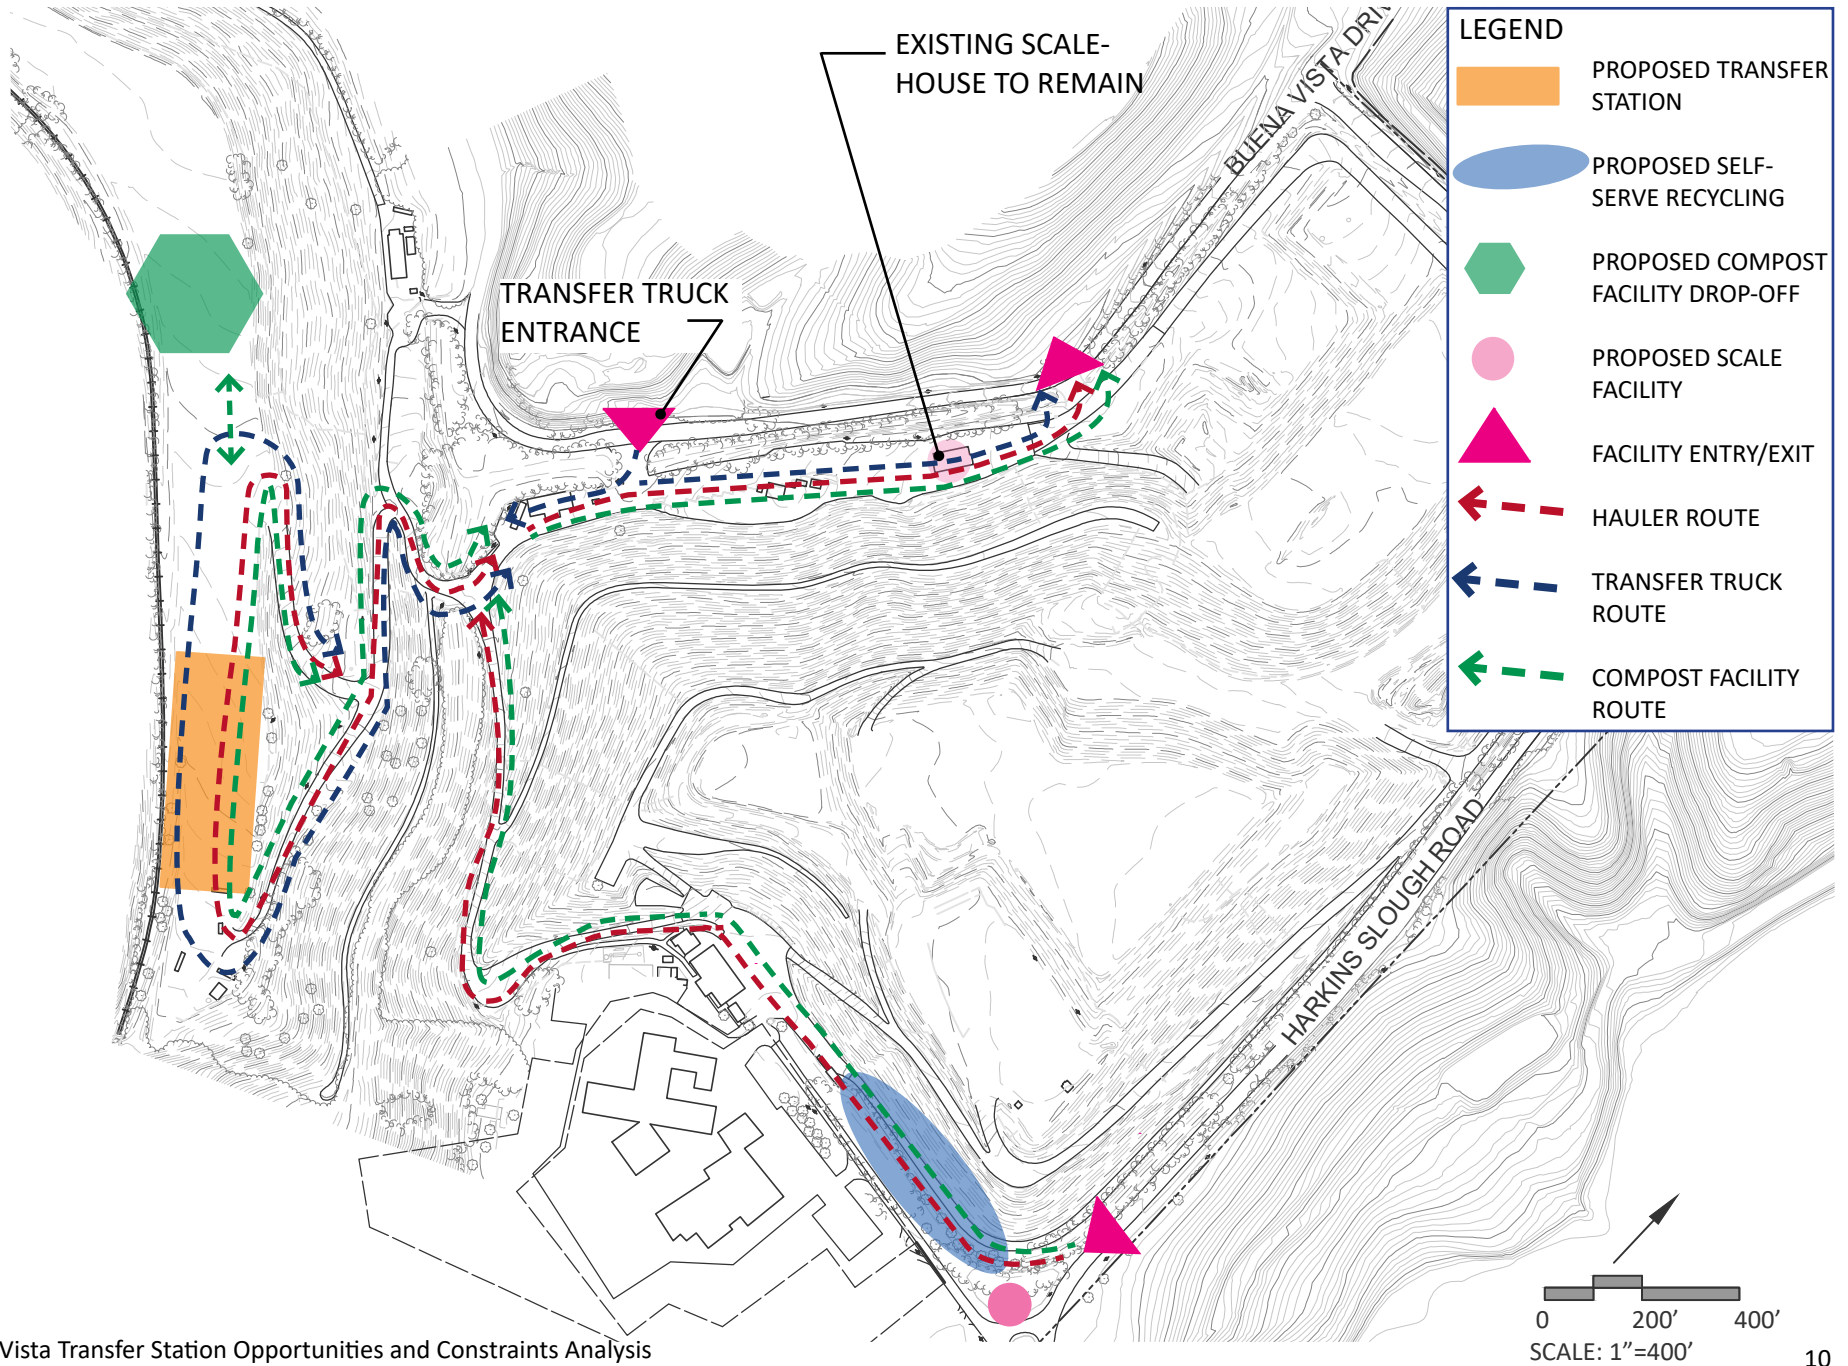 EXISTING SCALE-
HOUSE TO REMAIN
BUENA VISTA DRI
TRANSFER TRUCK
ENTRANCE
HARKINS SLOUGH ROAD
LEGEND
PROPOSED TRANSFER
STATION
PROPOSED SELF-
SERVE RECYCLING
PROPOSED COMPOST
FACILITY DROP-OFF
PROPOSED SCALE
FACILITY
FACILITY ENTRY/EXIT
HAULER ROUTE
TRANSFER TRUCK
ROUTE
COMPOST FACILITY
ROUTE
0 200' 400'
SCALE: 1"=400'
Vista Transfer Station Opportunities and Constraints Analysis
10